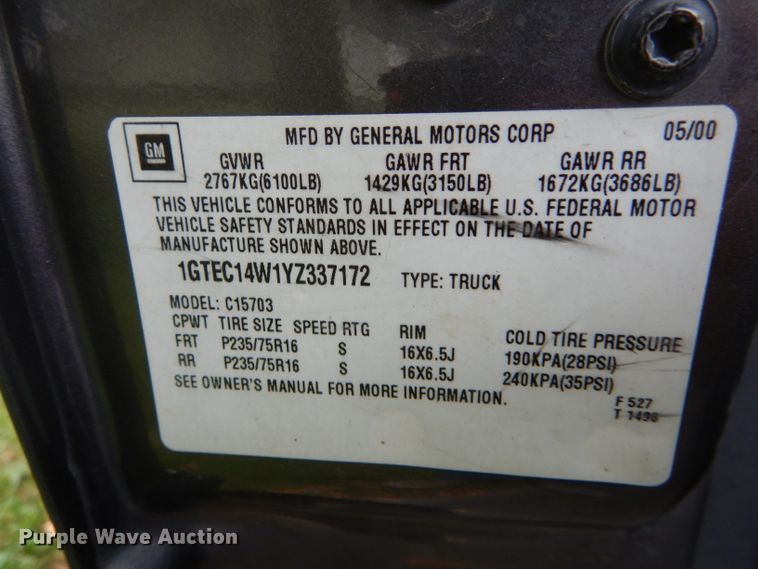 GM
MFD BY GENERAL MOTORS CORP 05/00
GVWR GAWR FRT GAWR RR
2767KG(6100LB) 1429KG(3150LB) 1672KG(3686LB)
THIS VEHICLE CONFORMS TO ALL APPLICABLE U.S. FEDERAL MOTOR
VEHICLE SAFETY STANDARDS IN EFFECT ON THE DATE OF
MANUFACTURE SHOWN ABOVE.
1GTEC14W1YZ337172 TYPE: TRUCK
MODEL: C15703
CPWT TIRE SIZE SPEED RTG RIM COLD TIRE PRESSURE
FRT P235/75R16 S 16X6.5J 190KPA(28PSI)
RR P235/75R16 S 16X6.5J 240KPA(35PSI)
SEE OWNER'S MANUAL FOR MORE INFORMATION.
F 527
T 1498
Purple Wave Auction